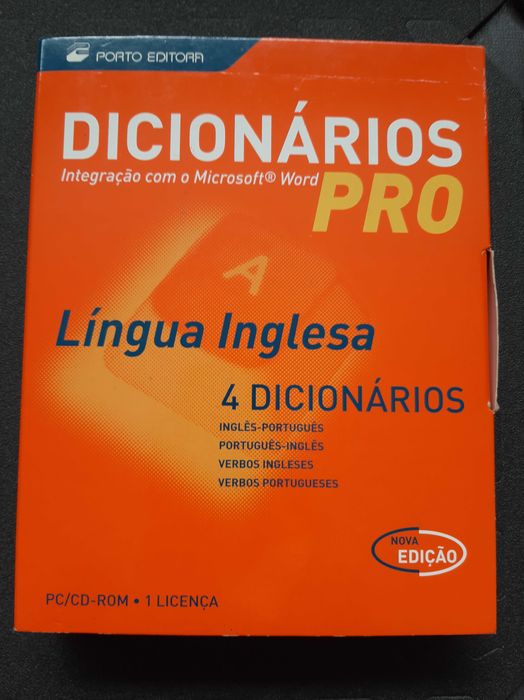 PORTO EDITORA
DICIONÁRIOS
Integração com o Microsoft® Word
PRO
A
Língua Inglesa
4 DICIONÁRIOS
INGLÊS-PORTUGUÊS
PORTUGUÊS-INGLÊS
VERBOS INGLESES
VERBOS PORTUGUESES
NOVA
EDIÇÃO
PC/CD-ROM • 1 LICENÇA